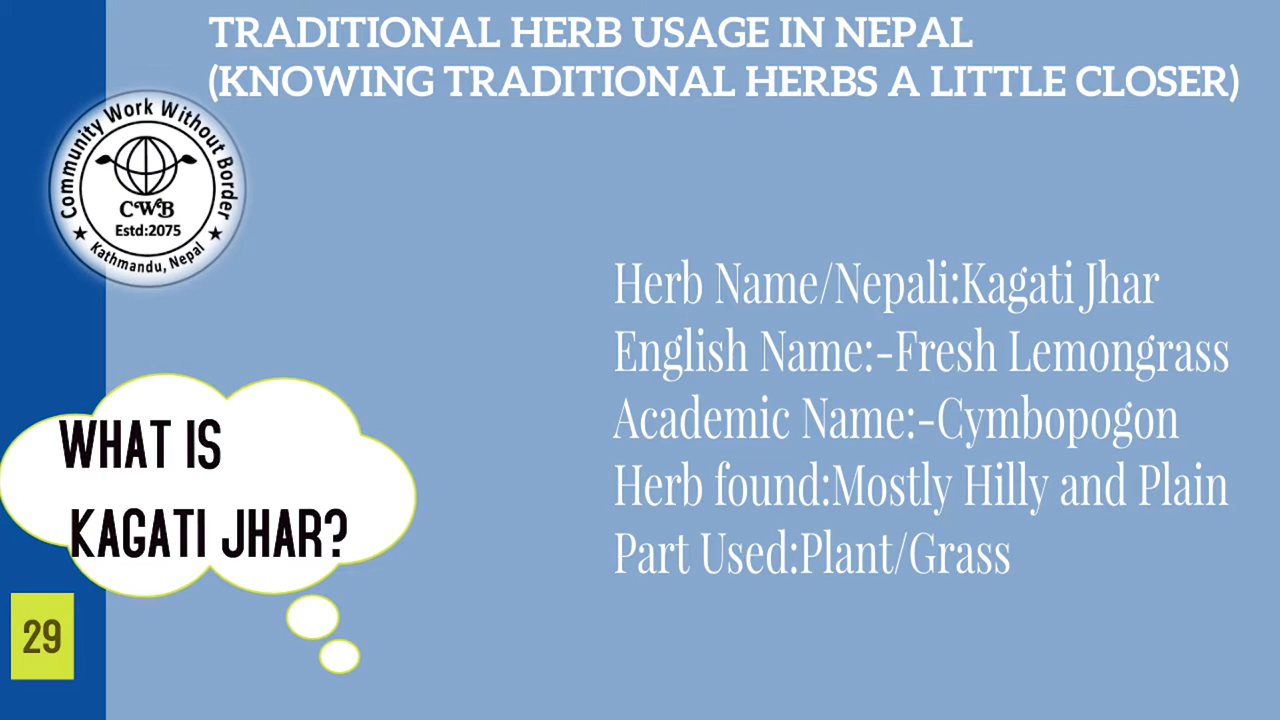 TRADITIONAL HERB USAGE IN NEPAL
(KNOWING TRADITIONAL HERBS A LITTLE CLOSER)
Community Work Without Border
CWB
Estd:2075
Kathmandu, Nepal
Herb Name/Nepali:Kagati Jhar
English Name:-Fresh Lemongrass
Academic Name:-Cymbopogon
Herb found:Mostly Hilly and Plain
Part Used:Plant/Grass
WHAT IS
KAGATI JHAR?
29